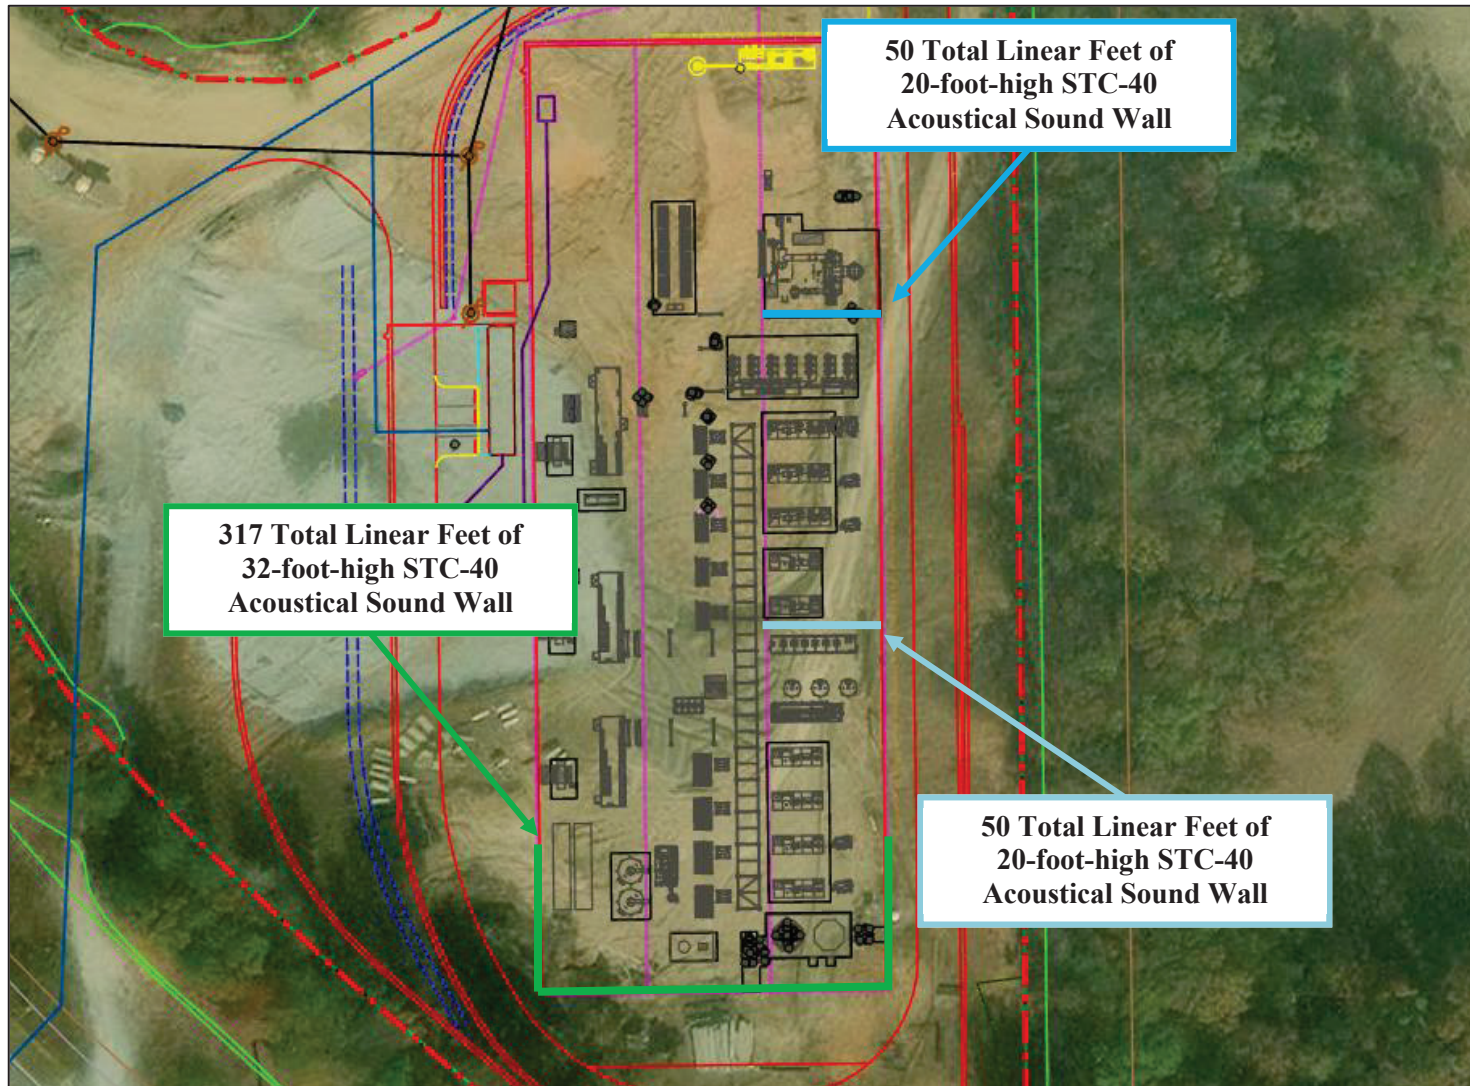 50 Total Linear Feet of
20-foot-high STC-40
Acoustical Sound Wall
317 Total Linear Feet of
32-foot-high STC-40
Acoustical Sound Wall
50 Total Linear Feet of
20-foot-high STC-40
Acoustical Sound Wall